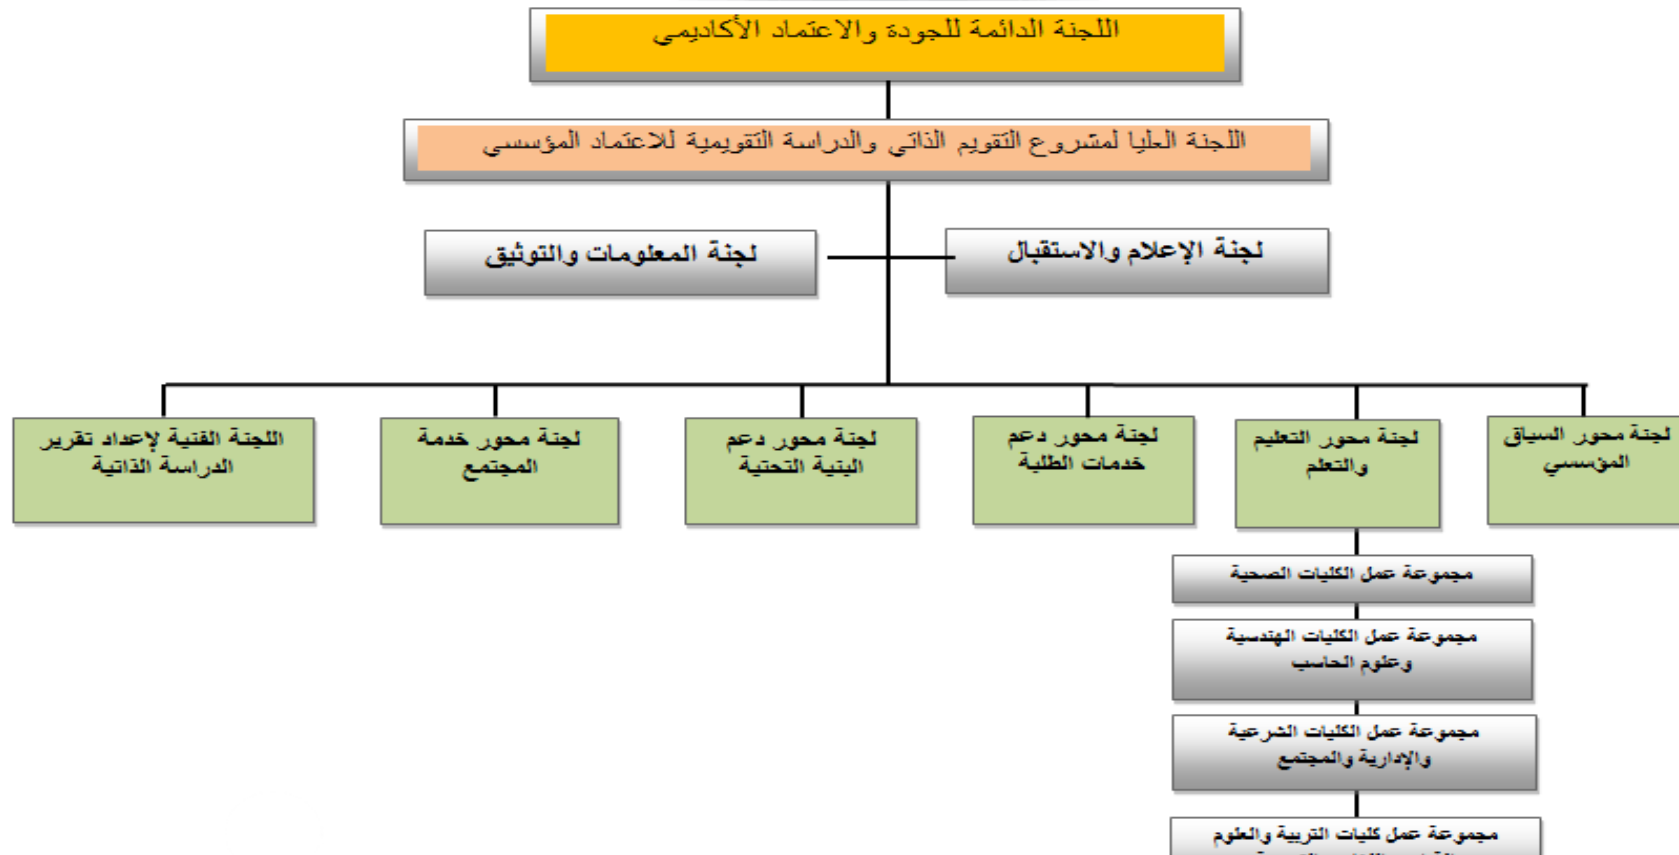 اللجنة الدائمة للجودة والاعتماد الأكاديمي
اللجنة العليا لمشروع التقويم الذاتي والدراسة التقويمية للاعتماد المؤسسي
لجنة الإعلام والاستقبال
لجنة المعلومات والتوثيق
لجنة محور السياق
المؤسسي
لجنة محور التعليم
والتعلم
لجنة محور دعم
خدمات الطلبة
لجنة محور دعم
البنية التحتية
لجنة محور خدمة
المجتمع
اللجنة الفنية لإعداد تقرير
الدراسة الذاتية
مجموعة عمل الكليات الصحية
مجموعة عمل الكليات الهندسية
وعلوم الحاسب
مجموعة عمل الكليات الشرعية
والإدارية والمجتمع
مجموعة عمل كليات التربية والعلوم